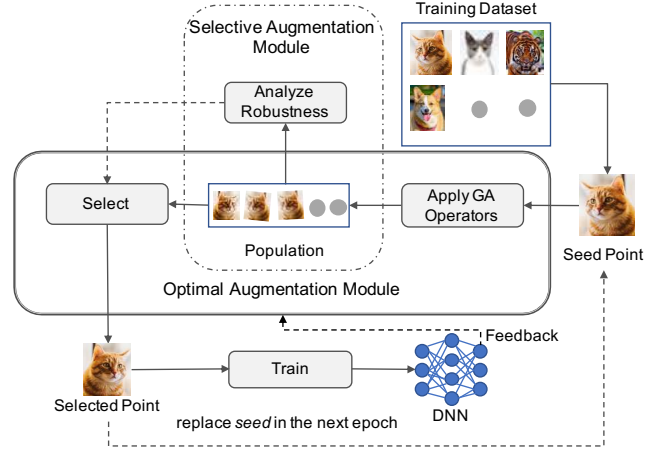 Training Dataset
Selective Augmentation
Module
Analyze
Robustness
Select
Apply GA
Operators
Population
Seed Point
Optimal Augmentation Module
Feedback
Train
DNN
Selected Point
replace seed in the next epoch